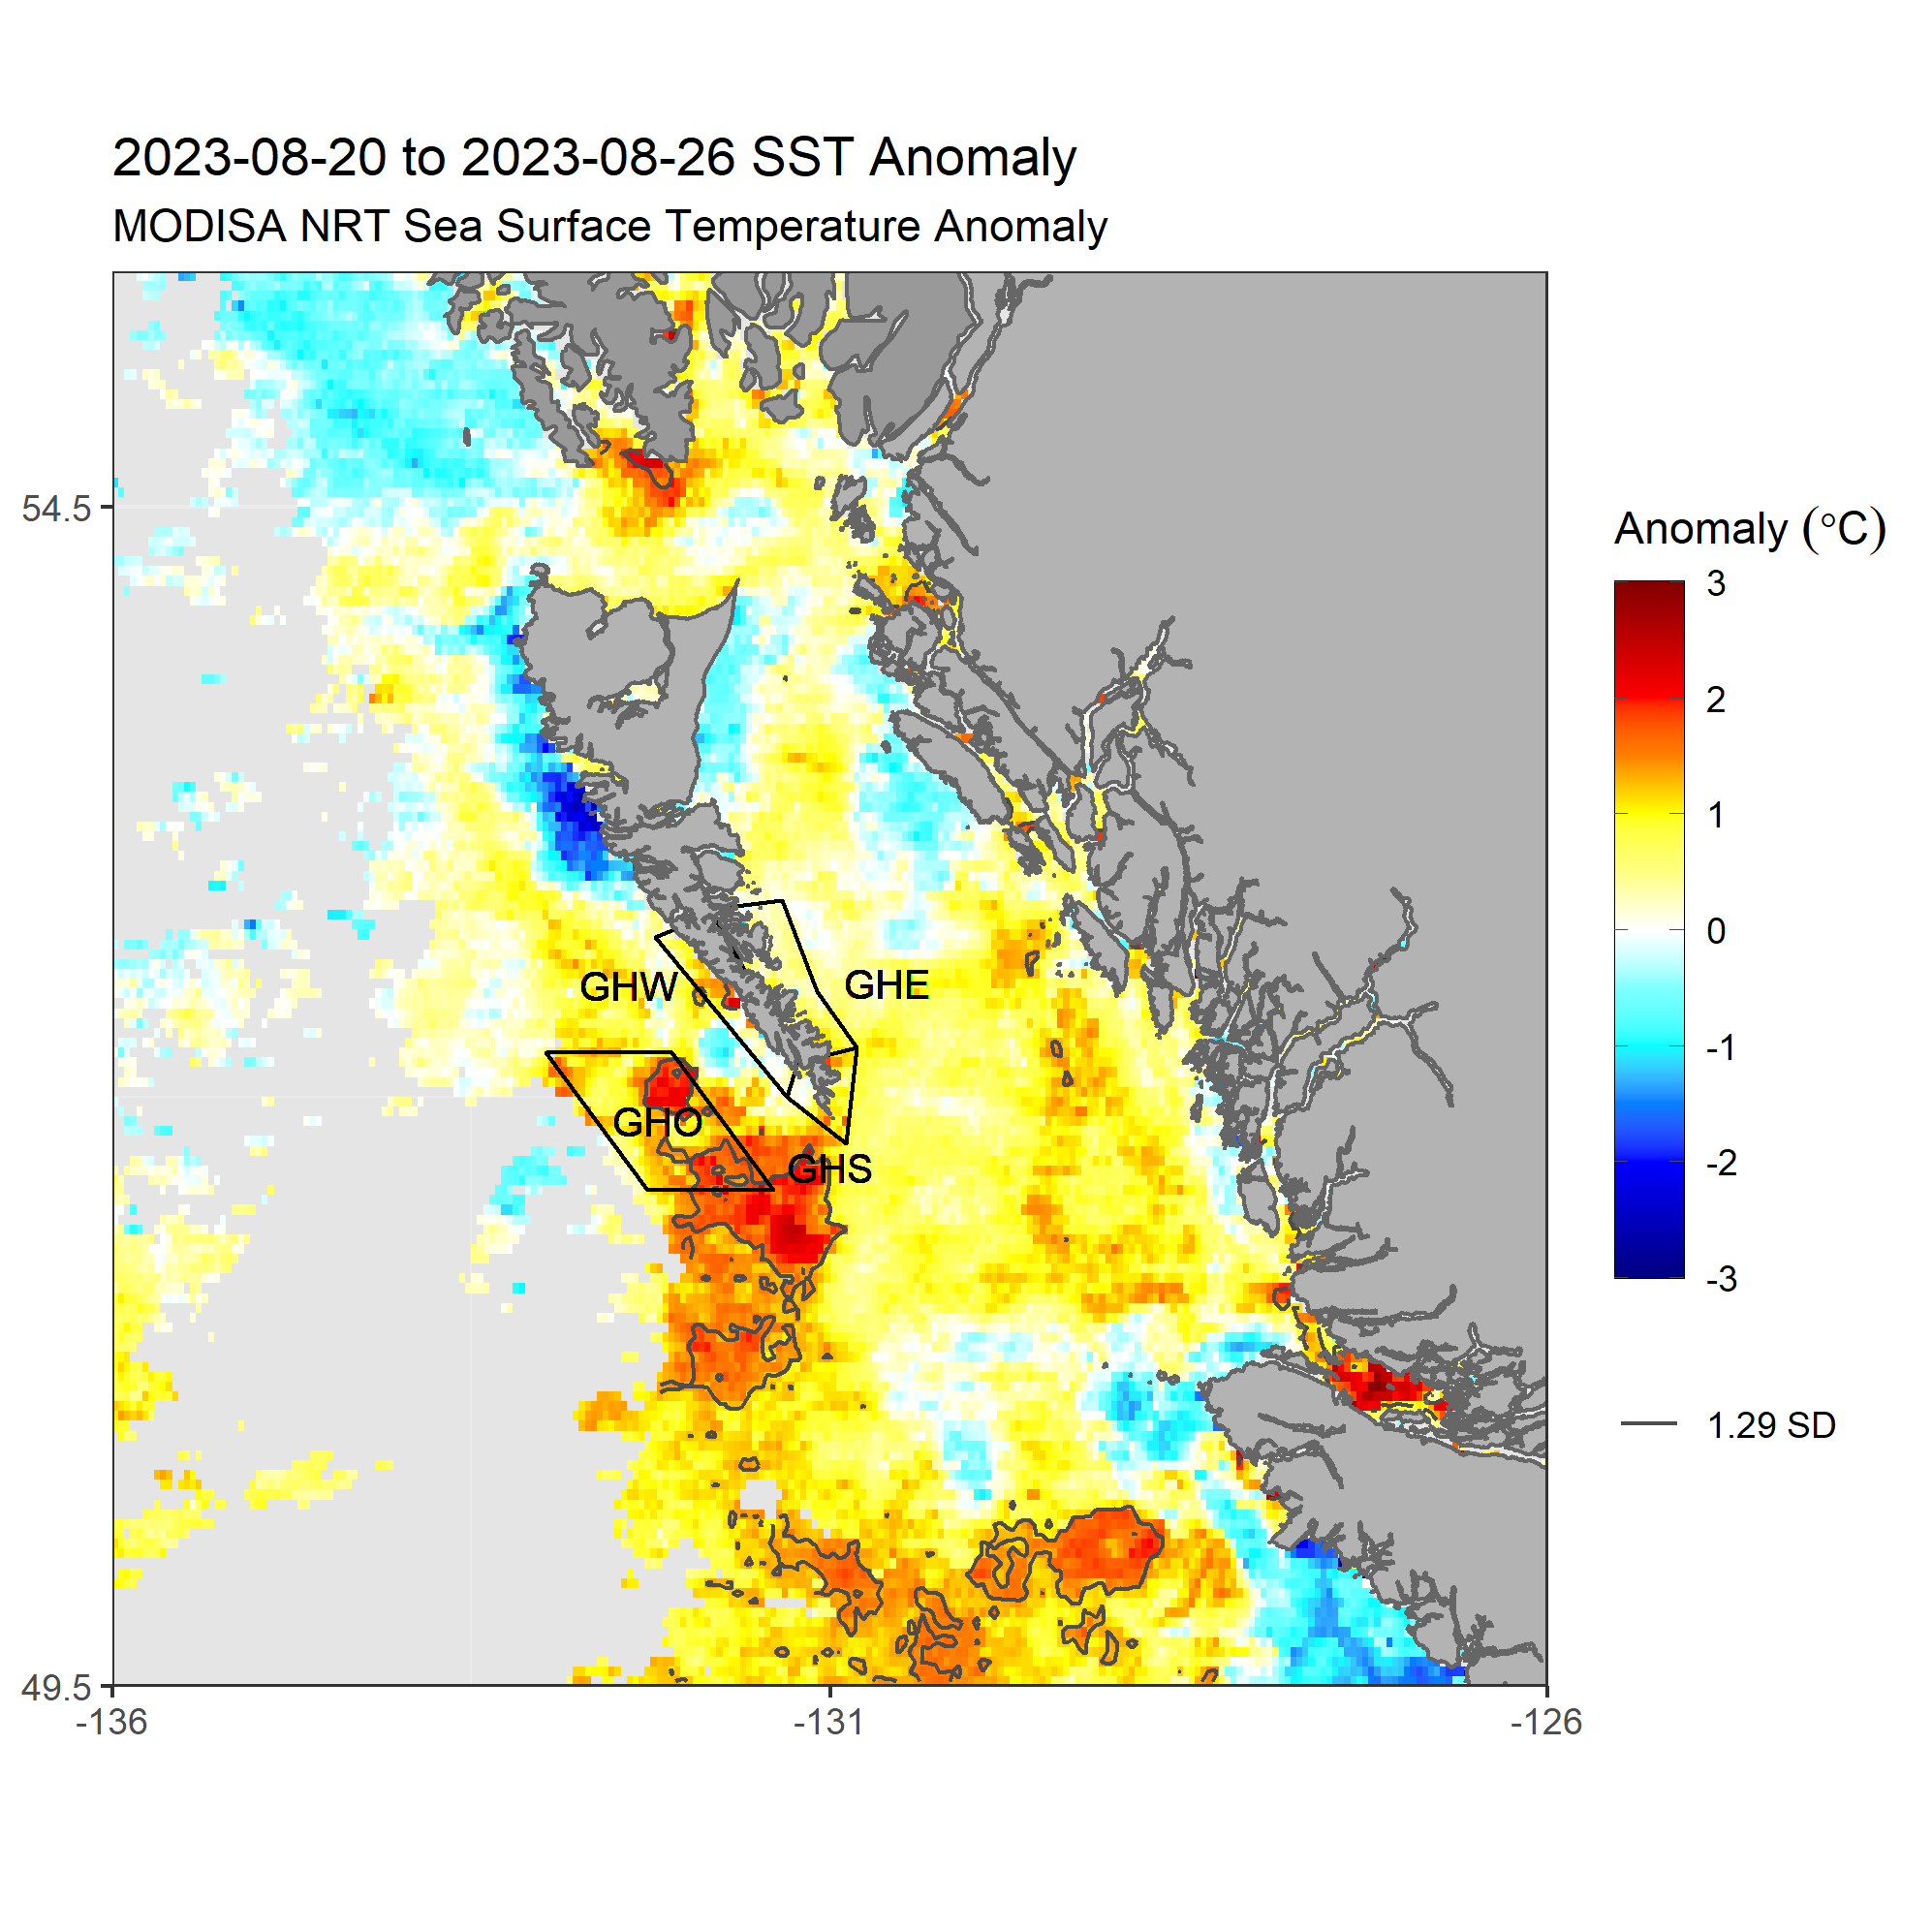 2023-08-20 to 2023-08-26 SST Anomaly
MODISA NRT Sea Surface Temperature Anomaly
54.5
49.5
-136
-131
-126
GHW
GHE
GHO
GHS
Anomaly (°C)
3
2
1
0
-1
-2
-3
1.29 SD